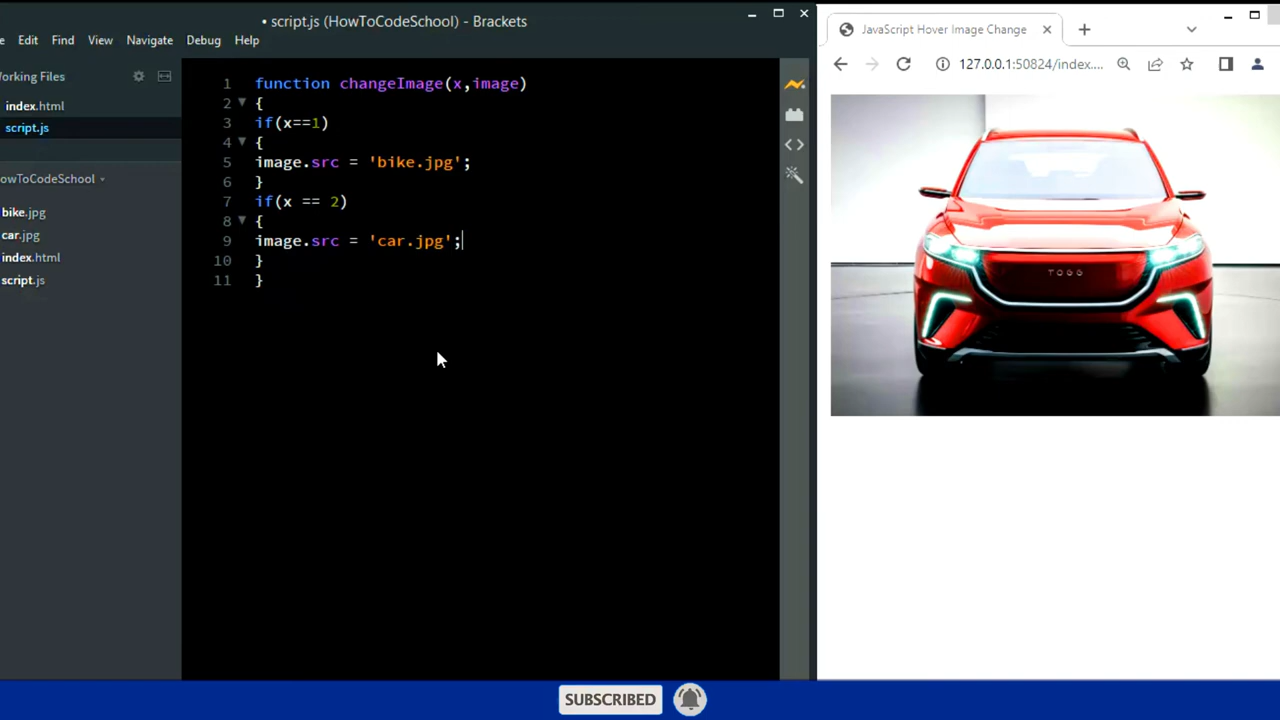 • script.js (HowToCodeSchool) - Brackets
Edit Find View Navigate Debug Help
orking Files
index.html
script.js
owToCodeSchool
bike.jpg
car.jpg
index.html
script.js
1 function changeImage(x,image)
2 {
3 if(x==1)
4 {
5 image.src = 'bike.jpg';
6 }
7 if(x == 2)
8 {
9 image.src = 'car.jpg';
10 }
11 }
JavaScript Hover Image Change
127.0.0.1:50824/index....
TOGG
SUBSCRIBED